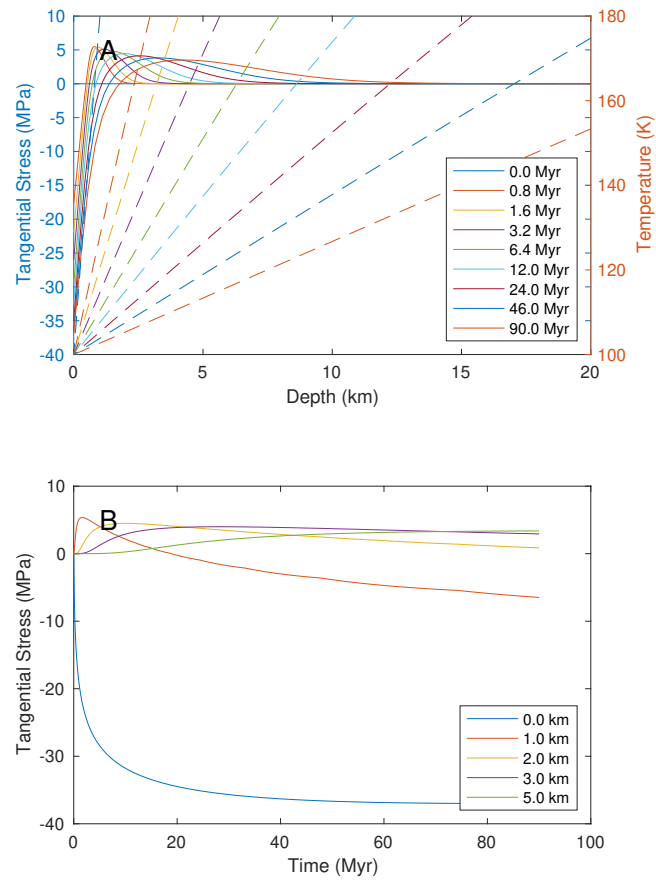 A
10
5
0
-5
-10
-15
-20
-25
-30
-35
-40
Tangential Stress (MPa)
180
160
140
120
100
Temperature (K)
0.0 Myr
0.8 Myr
1.6 Myr
3.2 Myr
6.4 Myr
12.0 Myr
24.0 Myr
46.0 Myr
90.0 Myr
0 5 10 15 20
Depth (km)
B
10
0
-10
-20
-30
-40
Tangential Stress (MPa)
0.0 km
1.0 km
2.0 km
3.0 km
5.0 km
0 20 40 60 80 100
Time (Myr)